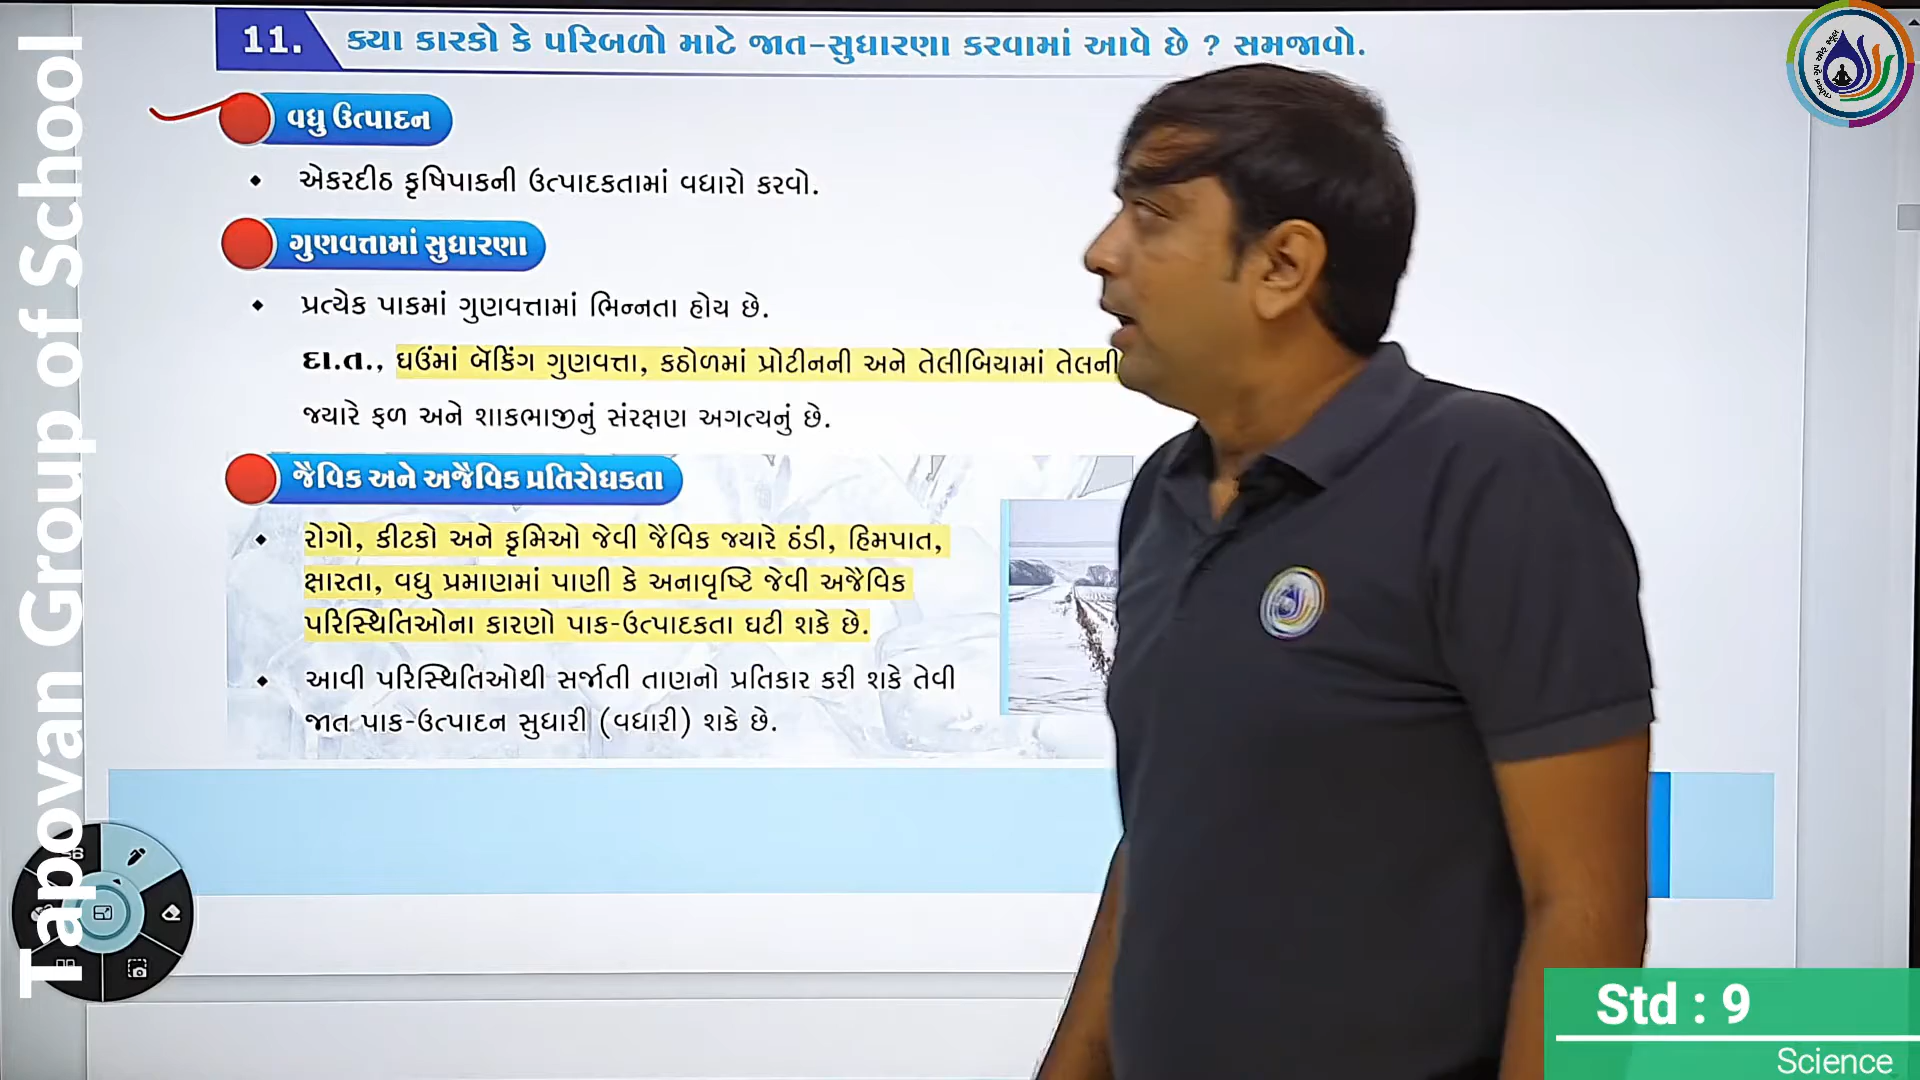 Tapovan Group of School
11. ક્યા કારકો કે પરિબળો માટે જાત-સુધારણા કરવામાં આવે છે ? સમજાવો.
વધુ ઉત્પાદન
◆ એકરદીઠ કૃષિપાકની ઉત્પાદકતામાં વધારો કરવો.
ગુણવત્તામાં સુધારણા
◆ પ્રત્યેક પાકમાં ગુણવત્તામાં ભિન્નતા હોય છે.
દા.ત., ઘઉંમાં બૅકિંગ ગુણવત્તા, કઠોળમાં પ્રોટીનની અને તેલીબિયામાં તેલની
જ્યારે ફળ અને શાકભાજીનું સંરક્ષણ અગત્યનું છે.
જૈવિક અને અજૈવિક પ્રતિરોધકતા
◆ રોગો, કીટકો અને કૃમિઓ જેવી જૈવિક જ્યારે ઠંડી, હિમપાત,
ક્ષારતા, વધુ પ્રમાણમાં પાણી કે અનાવૃષ્ટિ જેવી અજૈવિક
પરિસ્થિતિઓના કારણો પાક-ઉત્પાદકતા ઘટી શકે છે.
◆ આવી પરિસ્થિતિઓથી સર્જાતી તાણનો પ્રતિકાર કરી શકે તેવી
જાત પાક-ઉત્પાદન સુધારી (વધારી) શકે છે.
Std : 9
Science